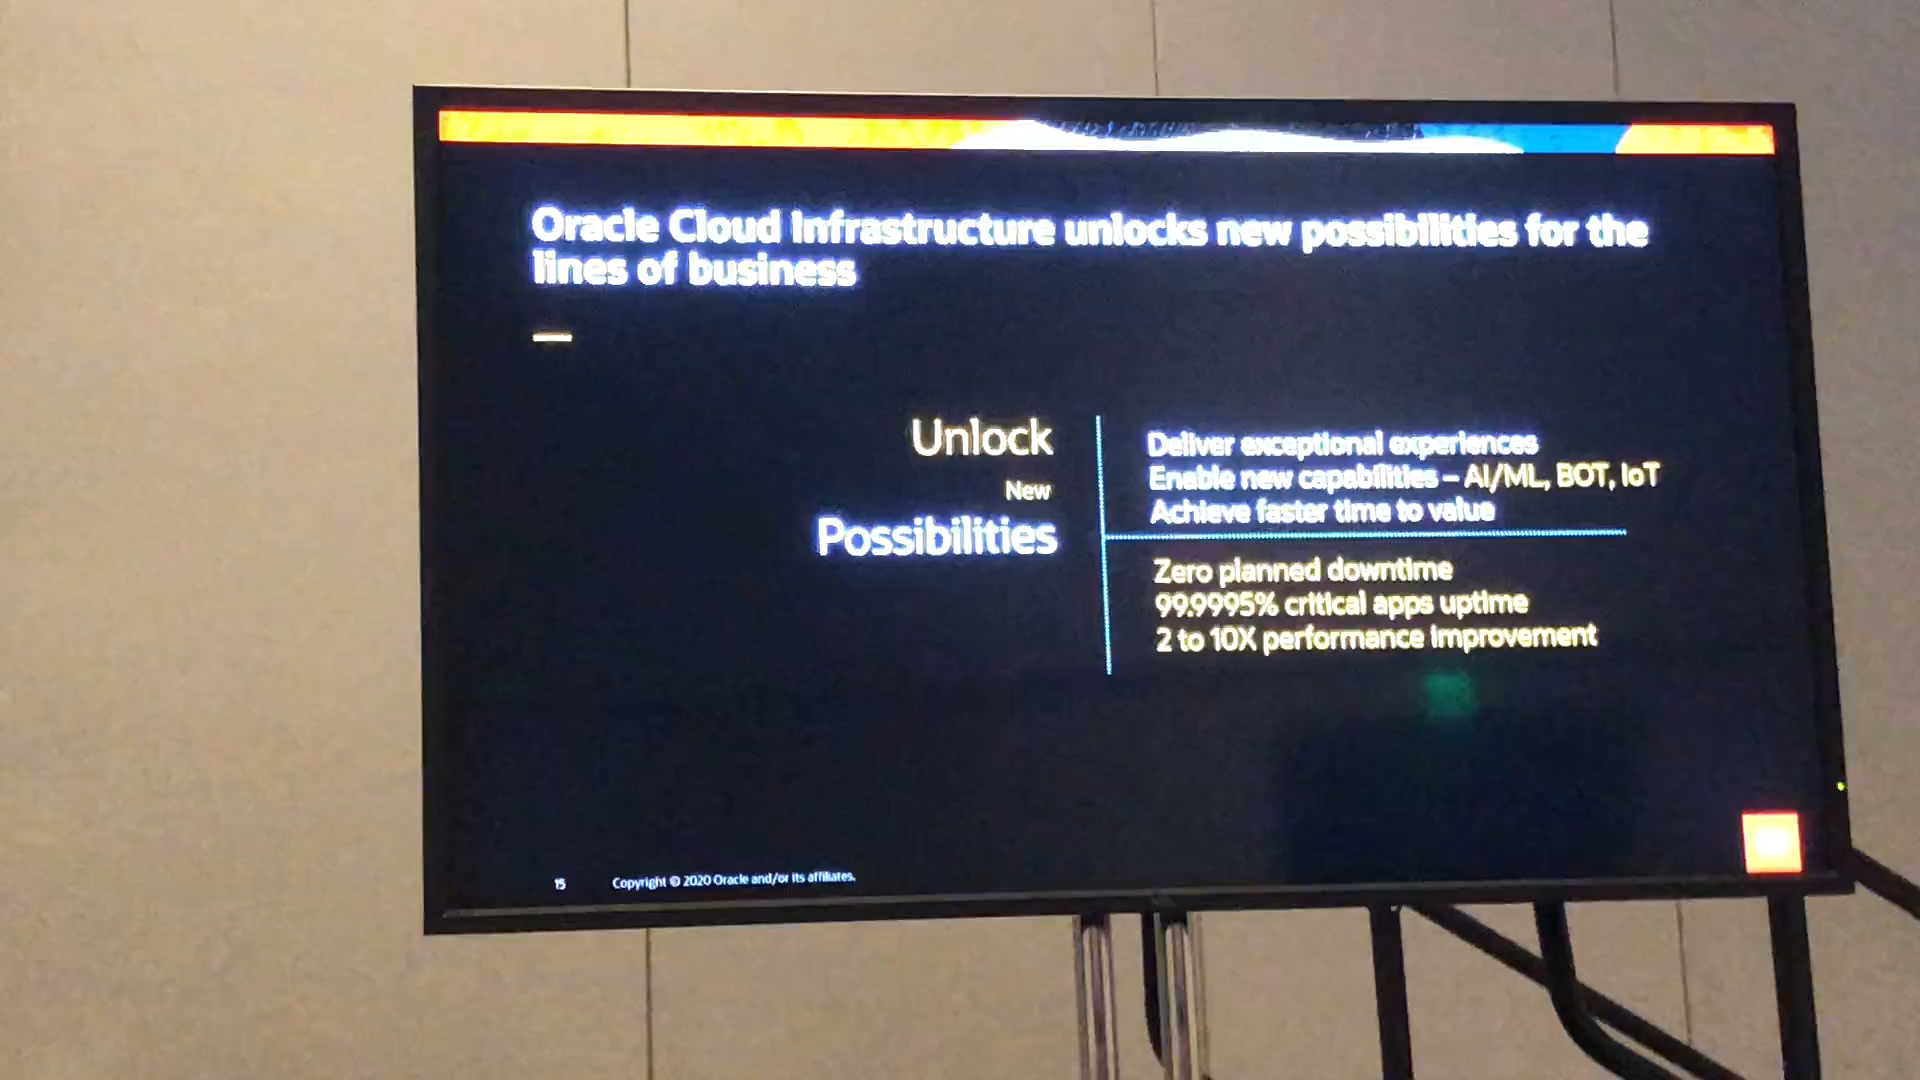 Oracle Cloud Infrastructure unlocks new possibilities for the
lines of business
Unlock
New
Possibilities
Deliver exceptional experiences
Enable new capabilities – AI/ML, BOT, IoT
Achieve faster time to value
Zero planned downtime
99.9995% critical apps uptime
2 to 10X performance improvement
15
Copyright © 2020 Oracle and/or its affiliates.